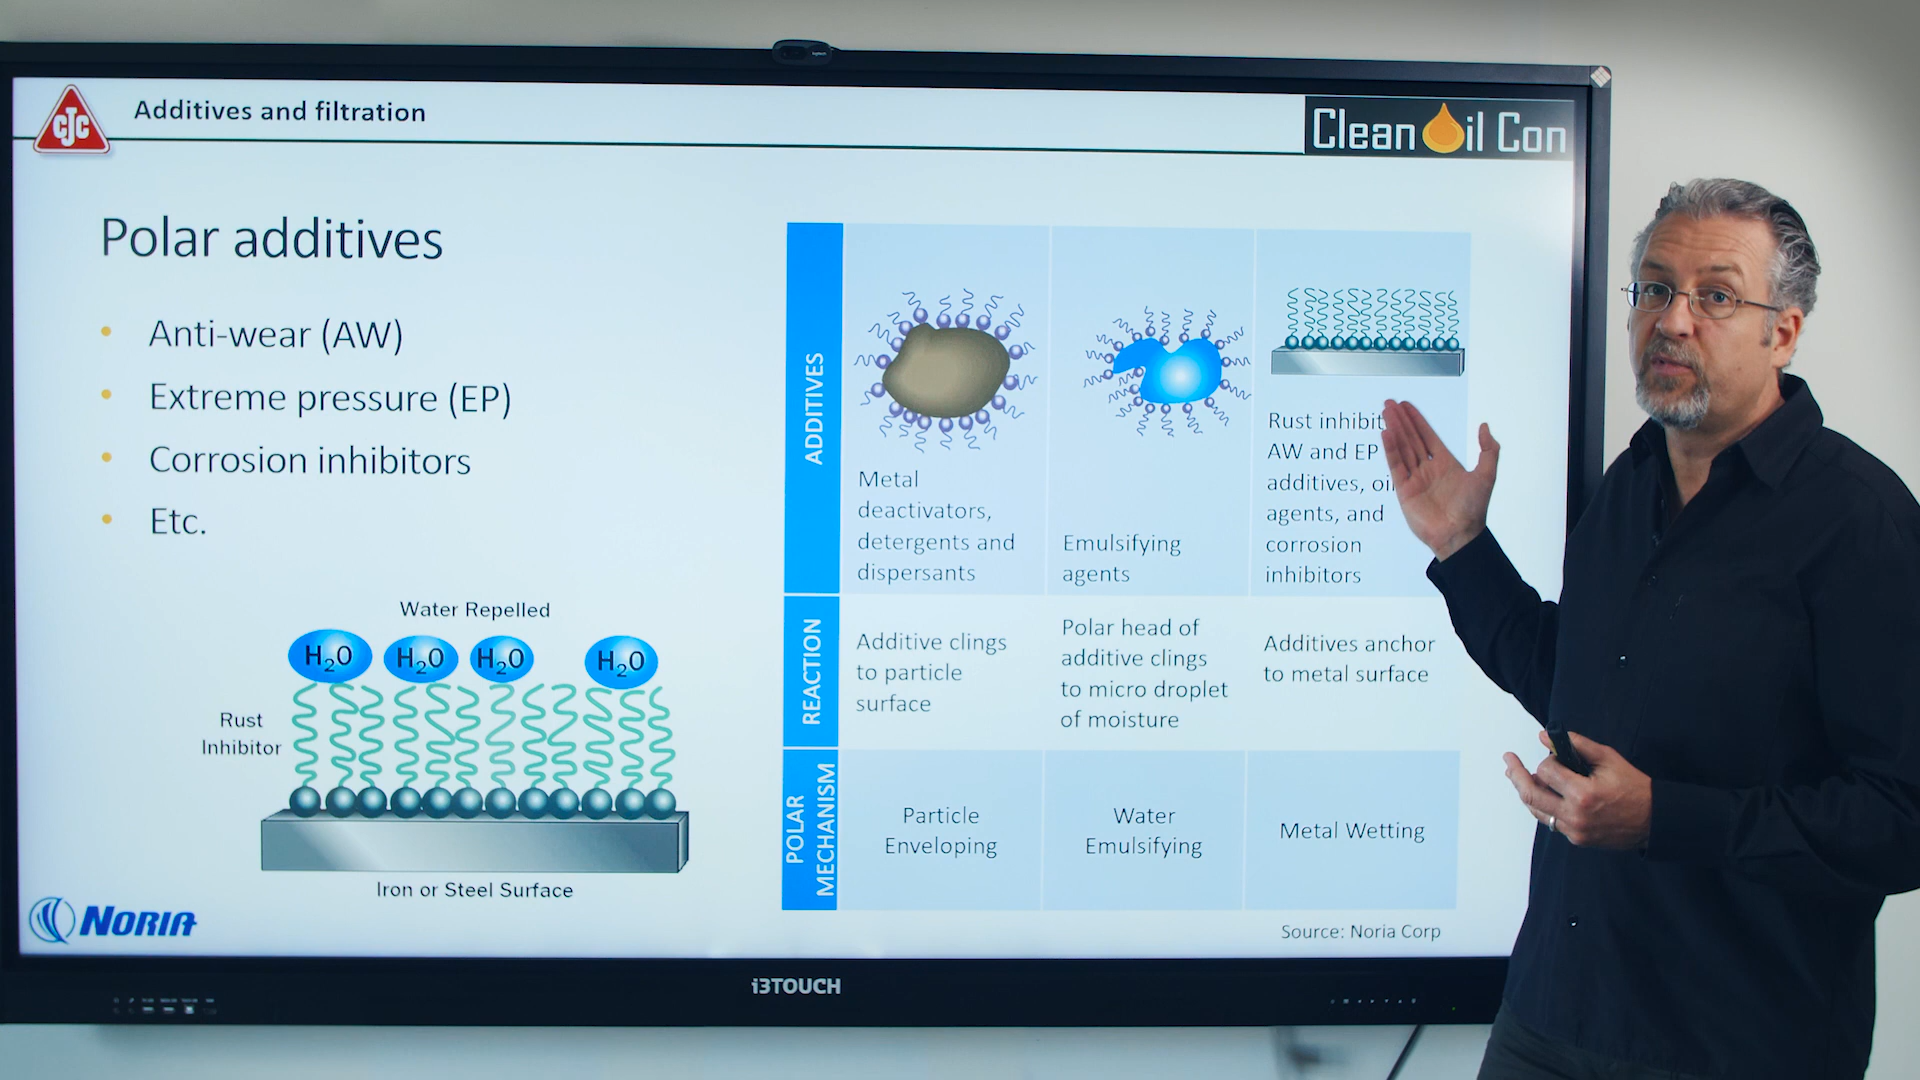 CJC
Additives and filtration
Clean Oil Con
Polar additives
• Anti-wear (AW)
• Extreme pressure (EP)
• Corrosion inhibitors
• Etc.
Water Repelled
H₂O H₂O H₂O H₂O
Rust
Inhibitor
Iron or Steel Surface
NORIA
ADDITIVES
Metal
deactivators,
detergents and
dispersants
Emulsifying
agents
Rust
AW and EP
additives,
agents, and
corrosion
inhibitors
REACTION
Additive clings
to particle
surface
Polar head of
additive clings
to micro droplet
of moisture
Additives anchor
to metal surface
POLAR
MECHANISM
Particle
Enveloping
Water
Emulsifying
Metal Wetting
Source: Noria Corp
i3TOUCH